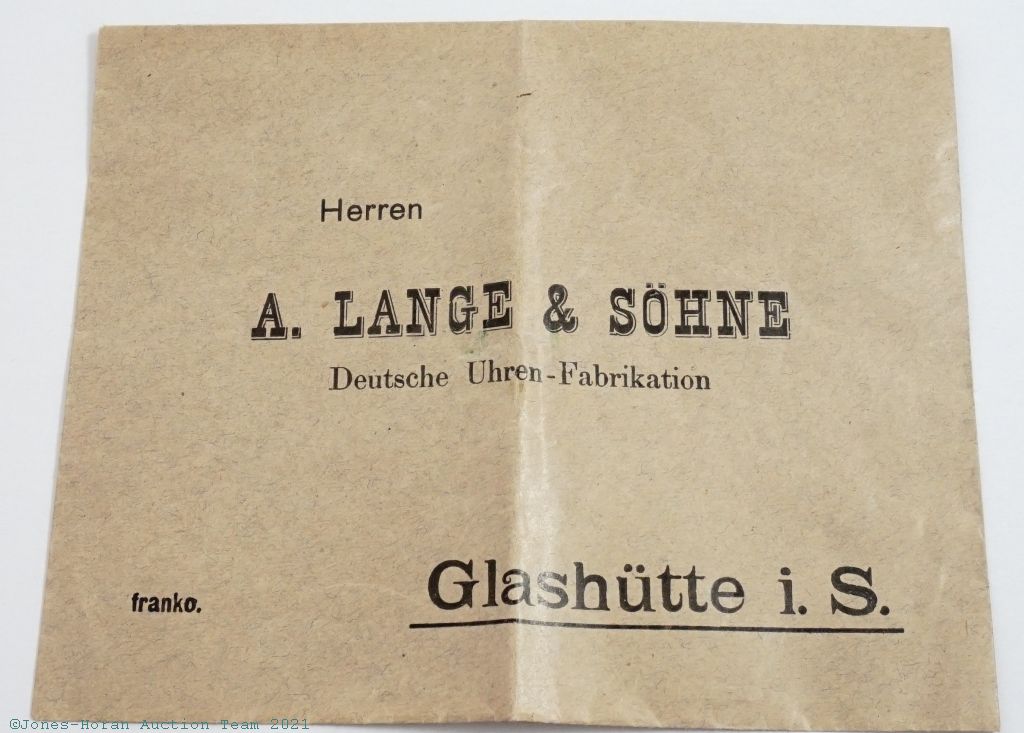 Herren
A. LANGE & SÖHNE
Deutsche Uhren-Fabrikation
Glashütte i. S.
franko.
©Jones-Horan Auction Team 2021